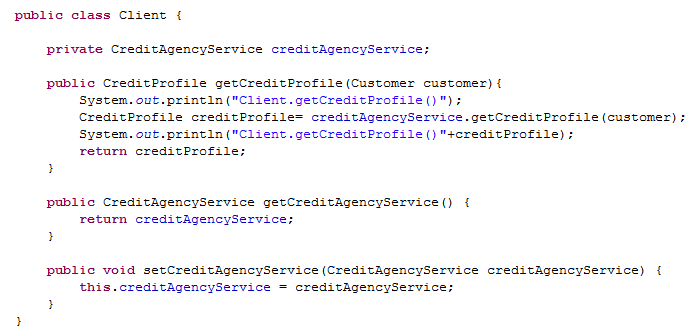 public class Client {
private CreditAgencyService creditAgencyService;
public CreditProfile getCreditProfile(Customer customer){
System.out.println("Client.getCreditProfile()");
CreditProfile creditProfile= creditAgencyService.getCreditProfile(customer);
System.out.println("Client.getCreditProfile()"+creditProfile);
return creditProfile;
}
public CreditAgencyService getCreditAgencyService() {
return creditAgencyService;
}
public void setCreditAgencyService(CreditAgencyService creditAgencyService) {
this.creditAgencyService = creditAgencyService;
}
}